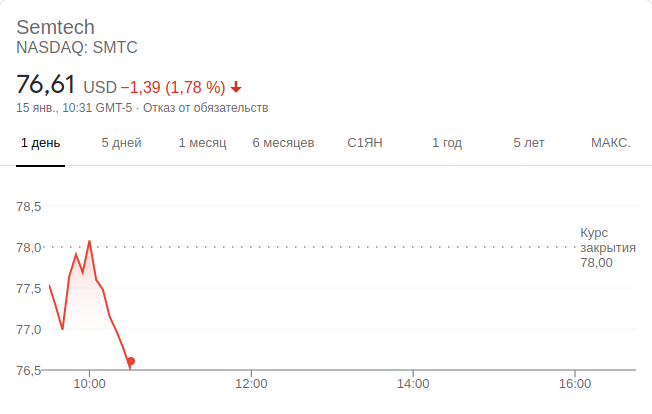 Semtech
NASDAQ: SMTC
76,61 USD −1,39 (1,78 %)
15 янв., 10:31 GMT-5 · Отказ от обязательств
1 день 5 дней 1 месяц 6 месяцев С1ЯН 1 год 5 лет МАКС.
78,5
Курс
78,0 закрытия
78,00
77,5
77,0
76,5
10:00 12:00 14:00 16:00